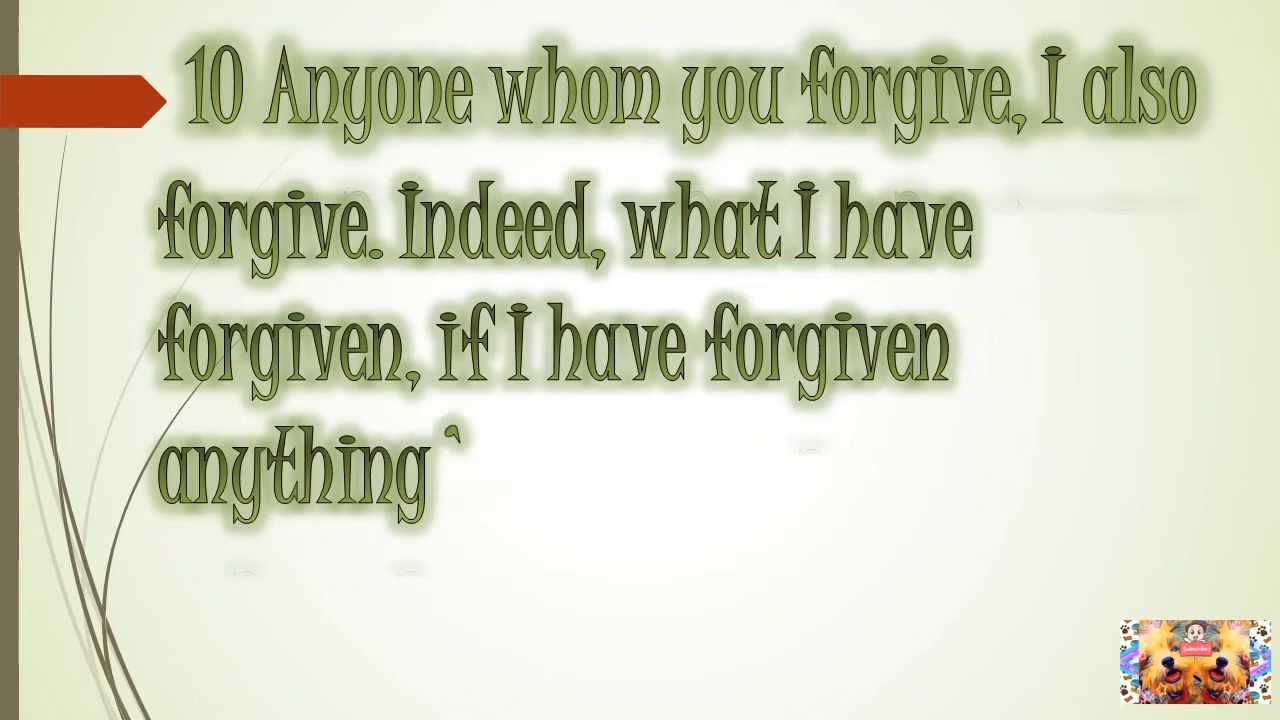 10 Anyone whom you forgive, I also
forgive. Indeed, what I have
forgiven, if I have forgiven
anything